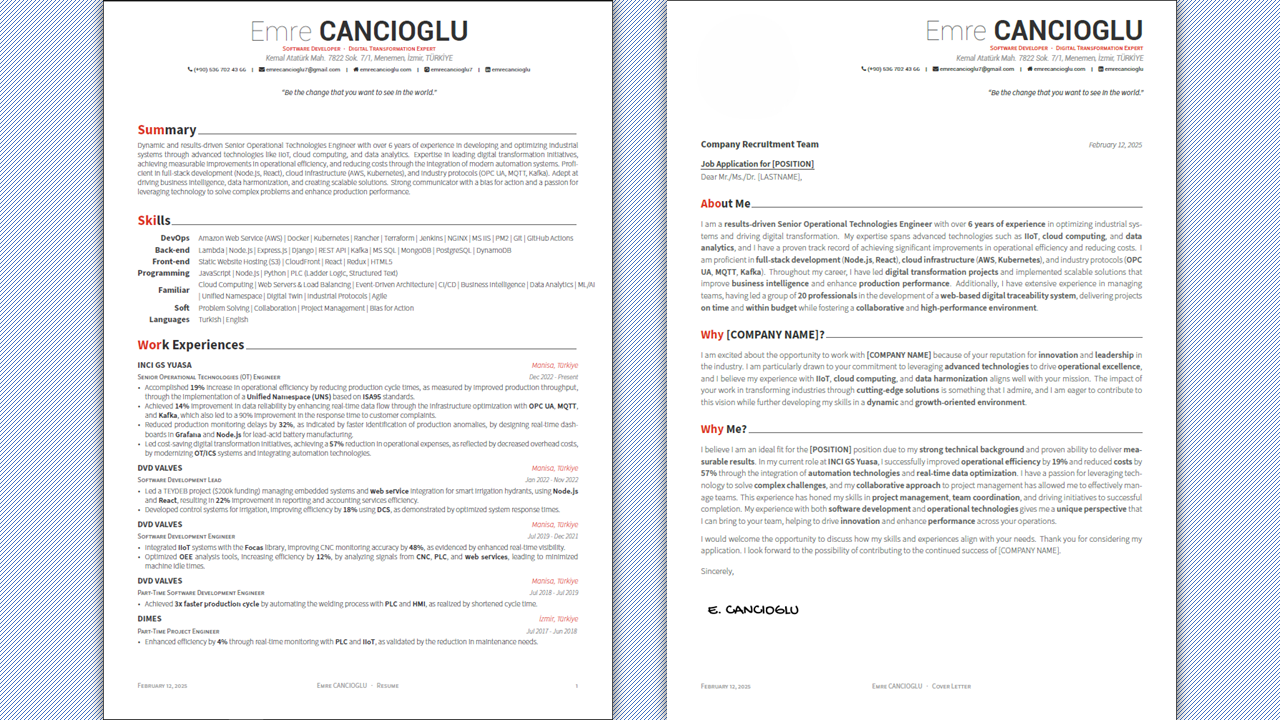 Emre CANCIOGLU
Software Developer · Digital Transformation Expert
Kemal Atatürk Mah. 7822 Sok. 7/1, Menemen, İzmir, TÜRKİYE
(+90) 536 702 43 66 | emrecancioglu7@gmail.com | emrecancioglu.com | emrecancioglu7 | emrecancioglu
"Be the change that you want to see in the world."
Summary
Dynamic and results-driven Senior Operational Technologies Engineer with over 6 years of experience in developing and optimizing industrial
systems through advanced technologies like IIoT, cloud computing, and data analytics. Expertise in leading digital transformation initiatives,
achieving measurable improvements in operational efficiency, and reducing costs through the integration of modern automation systems. Profi-
cient in full-stack development (Node.js, React), cloud infrastructure (AWS, Kubernetes), and industry protocols (OPC UA, MQTT, Kafka). Adept at
driving business intelligence, data harmonization, and creating scalable solutions. Strong communicator with a bias for action and a passion for
leveraging technology to solve complex problems and enhance production performance.
Skills
DevOps Amazon Web Service (AWS) | Docker | Kubernetes | Rancher | Terraform | Jenkins | NGINX | MS IIS | PM2 | Git | GitHub Actions
Back-end Lambda | Node.js | Express.js | Django | REST API | Kafka | MS SQL | MongoDB | PostgreSQL | DynamoDB
Front-end Static Website Hosting (S3) | CloudFront | React | Redux | HTML5
Programming JavaScript | Node.js | Python | PLC (Ladder Logic, Structured Text)
Familiar Cloud Computing | Web Servers & Load Balancing | Event-Driven Architecture | CI/CD | Business Intelligence | Data Analytics | ML/AI
| Unified Namespace | Digital Twin | Industrial Protocols | Agile
Soft Problem Solving | Collaboration | Project Management | Bias for Action
Languages Turkish | English
Work Experiences
INCI GS YUASA Manisa, Türkiye
Senior Operational Technologies (OT) Engineer Dec 2022 - Present
• Accomplished 19% increase in operational efficiency by reducing production cycle times, as measured by improved production throughput,
through the implementation of a Unified Namespace (UNS) based on ISA95 standards.
• Achieved 14% improvement in data reliability by enhancing real-time data flow through the infrastructure optimization with OPC UA, MQTT,
and Kafka, which also led to a 90% improvement in the response time to customer complaints.
• Reduced production monitoring delays by 32%, as indicated by faster identification of production anomalies, by designing real-time dash-
boards in Grafana and Node.js for lead-acid battery manufacturing.
• Led cost-saving digital transformation initiatives, achieving a 57% reduction in operational expenses, as reflected by decreased overhead costs,
by modernizing OT/ICS systems and integrating automation technologies.
DVD VALVES Manisa, Türkiye
Software Development Lead Jan 2022 - Nov 2022
• Led a TEYDEB project ($200k funding) managing embedded systems and web service integration for smart irrigation hydrants, using Node.js
and React, resulting in 22% improvement in reporting and accounting services efficiency.
• Developed control systems for irrigation, improving efficiency by 18% using DCS, as demonstrated by optimized system response times.
DVD VALVES Manisa, Türkiye
Software Development Engineer Jul 2019 - Dec 2021
• Integrated IIoT systems with the Focas library, improving CNC monitoring accuracy by 48%, as evidenced by enhanced real-time visibility.
• Optimized OEE analysis tools, increasing efficiency by 12%, by analyzing signals from CNC, PLC, and web services, leading to minimized
machine idle times.
DVD VALVES Manisa, Türkiye
Part-Time Software Development Engineer Jul 2018 - Jul 2019
• Achieved 3x faster production cycle by automating the welding process with PLC and HMI, as realized by shortened cycle time.
DIMES Izmir, Türkiye
Part-Time Project Engineer Jul 2017 - Jun 2018
• Enhanced efficiency by 4% through real-time monitoring with PLC and IIoT, as validated by the reduction in maintenance needs.
February 12, 2025 Emre CANCIOGLU · Resume 1
Emre CANCIOGLU
Software Developer · Digital Transformation Expert
Kemal Atatürk Mah. 7822 Sok. 7/1, Menemen, İzmir, TÜRKİYE
(+90) 536 702 43 66 | emrecancioglu7@gmail.com | emrecancioglu.com | emrecancioglu
"Be the change that you want to see in the world."
Company Recruitment Team February 12, 2025
Job Application for [POSITION]
Dear Mr./Ms./Dr. [LASTNAME],
About Me
I am a results-driven Senior Operational Technologies Engineer with over 6 years of experience in optimizing industrial sys-
tems and driving digital transformation. My expertise spans advanced technologies such as IIoT, cloud computing, and data
analytics, and I have a proven track record of achieving significant improvements in operational efficiency and reducing costs. I
am proficient in full-stack development (Node.js, React), cloud infrastructure (AWS, Kubernetes), and industry protocols (OPC
UA, MQTT, Kafka). Throughout my career, I have led digital transformation projects and implemented scalable solutions that
improve business intelligence and enhance production performance. Additionally, I have extensive experience in managing
teams, having led a group of 20 professionals in the development of a web-based digital traceability system, delivering projects
on time and within budget while fostering a collaborative and high-performance environment.
Why [COMPANY NAME]?
I am excited about the opportunity to work with [COMPANY NAME] because of your reputation for innovation and leadership in
the industry. I am particularly drawn to your commitment to leveraging advanced technologies to drive operational excellence,
and I believe my experience with IIoT, cloud computing, and data harmonization aligns well with your mission. The impact of
your work in transforming industries through cutting-edge solutions is something that I admire, and I am eager to contribute to
this vision while further developing my skills in a dynamic and growth-oriented environment.
Why Me?
I believe I am an ideal fit for the [POSITION] position due to my strong technical background and proven ability to deliver mea-
surable results. In my current role at INCI GS Yuasa, I successfully improved operational efficiency by 19% and reduced costs by
57% through the integration of automation technologies and real-time data optimization. I have a passion for leveraging tech-
nology to solve complex challenges, and my collaborative approach to project management has allowed me to effectively man-
age teams. This experience has honed my skills in project management, team coordination, and driving initiatives to successful
completion. My experience with both software development and operational technologies gives me a unique perspective that
I can bring to your team, helping to drive innovation and enhance performance across your operations.
I would welcome the opportunity to discuss how my skills and experiences align with your needs. Thank you for considering my
application. I look forward to the possibility of contributing to the continued success of [COMPANY NAME].
Sincerely,
E. CANCIOGLU
February 12, 2025 Emre CANCIOGLU · Cover Letter